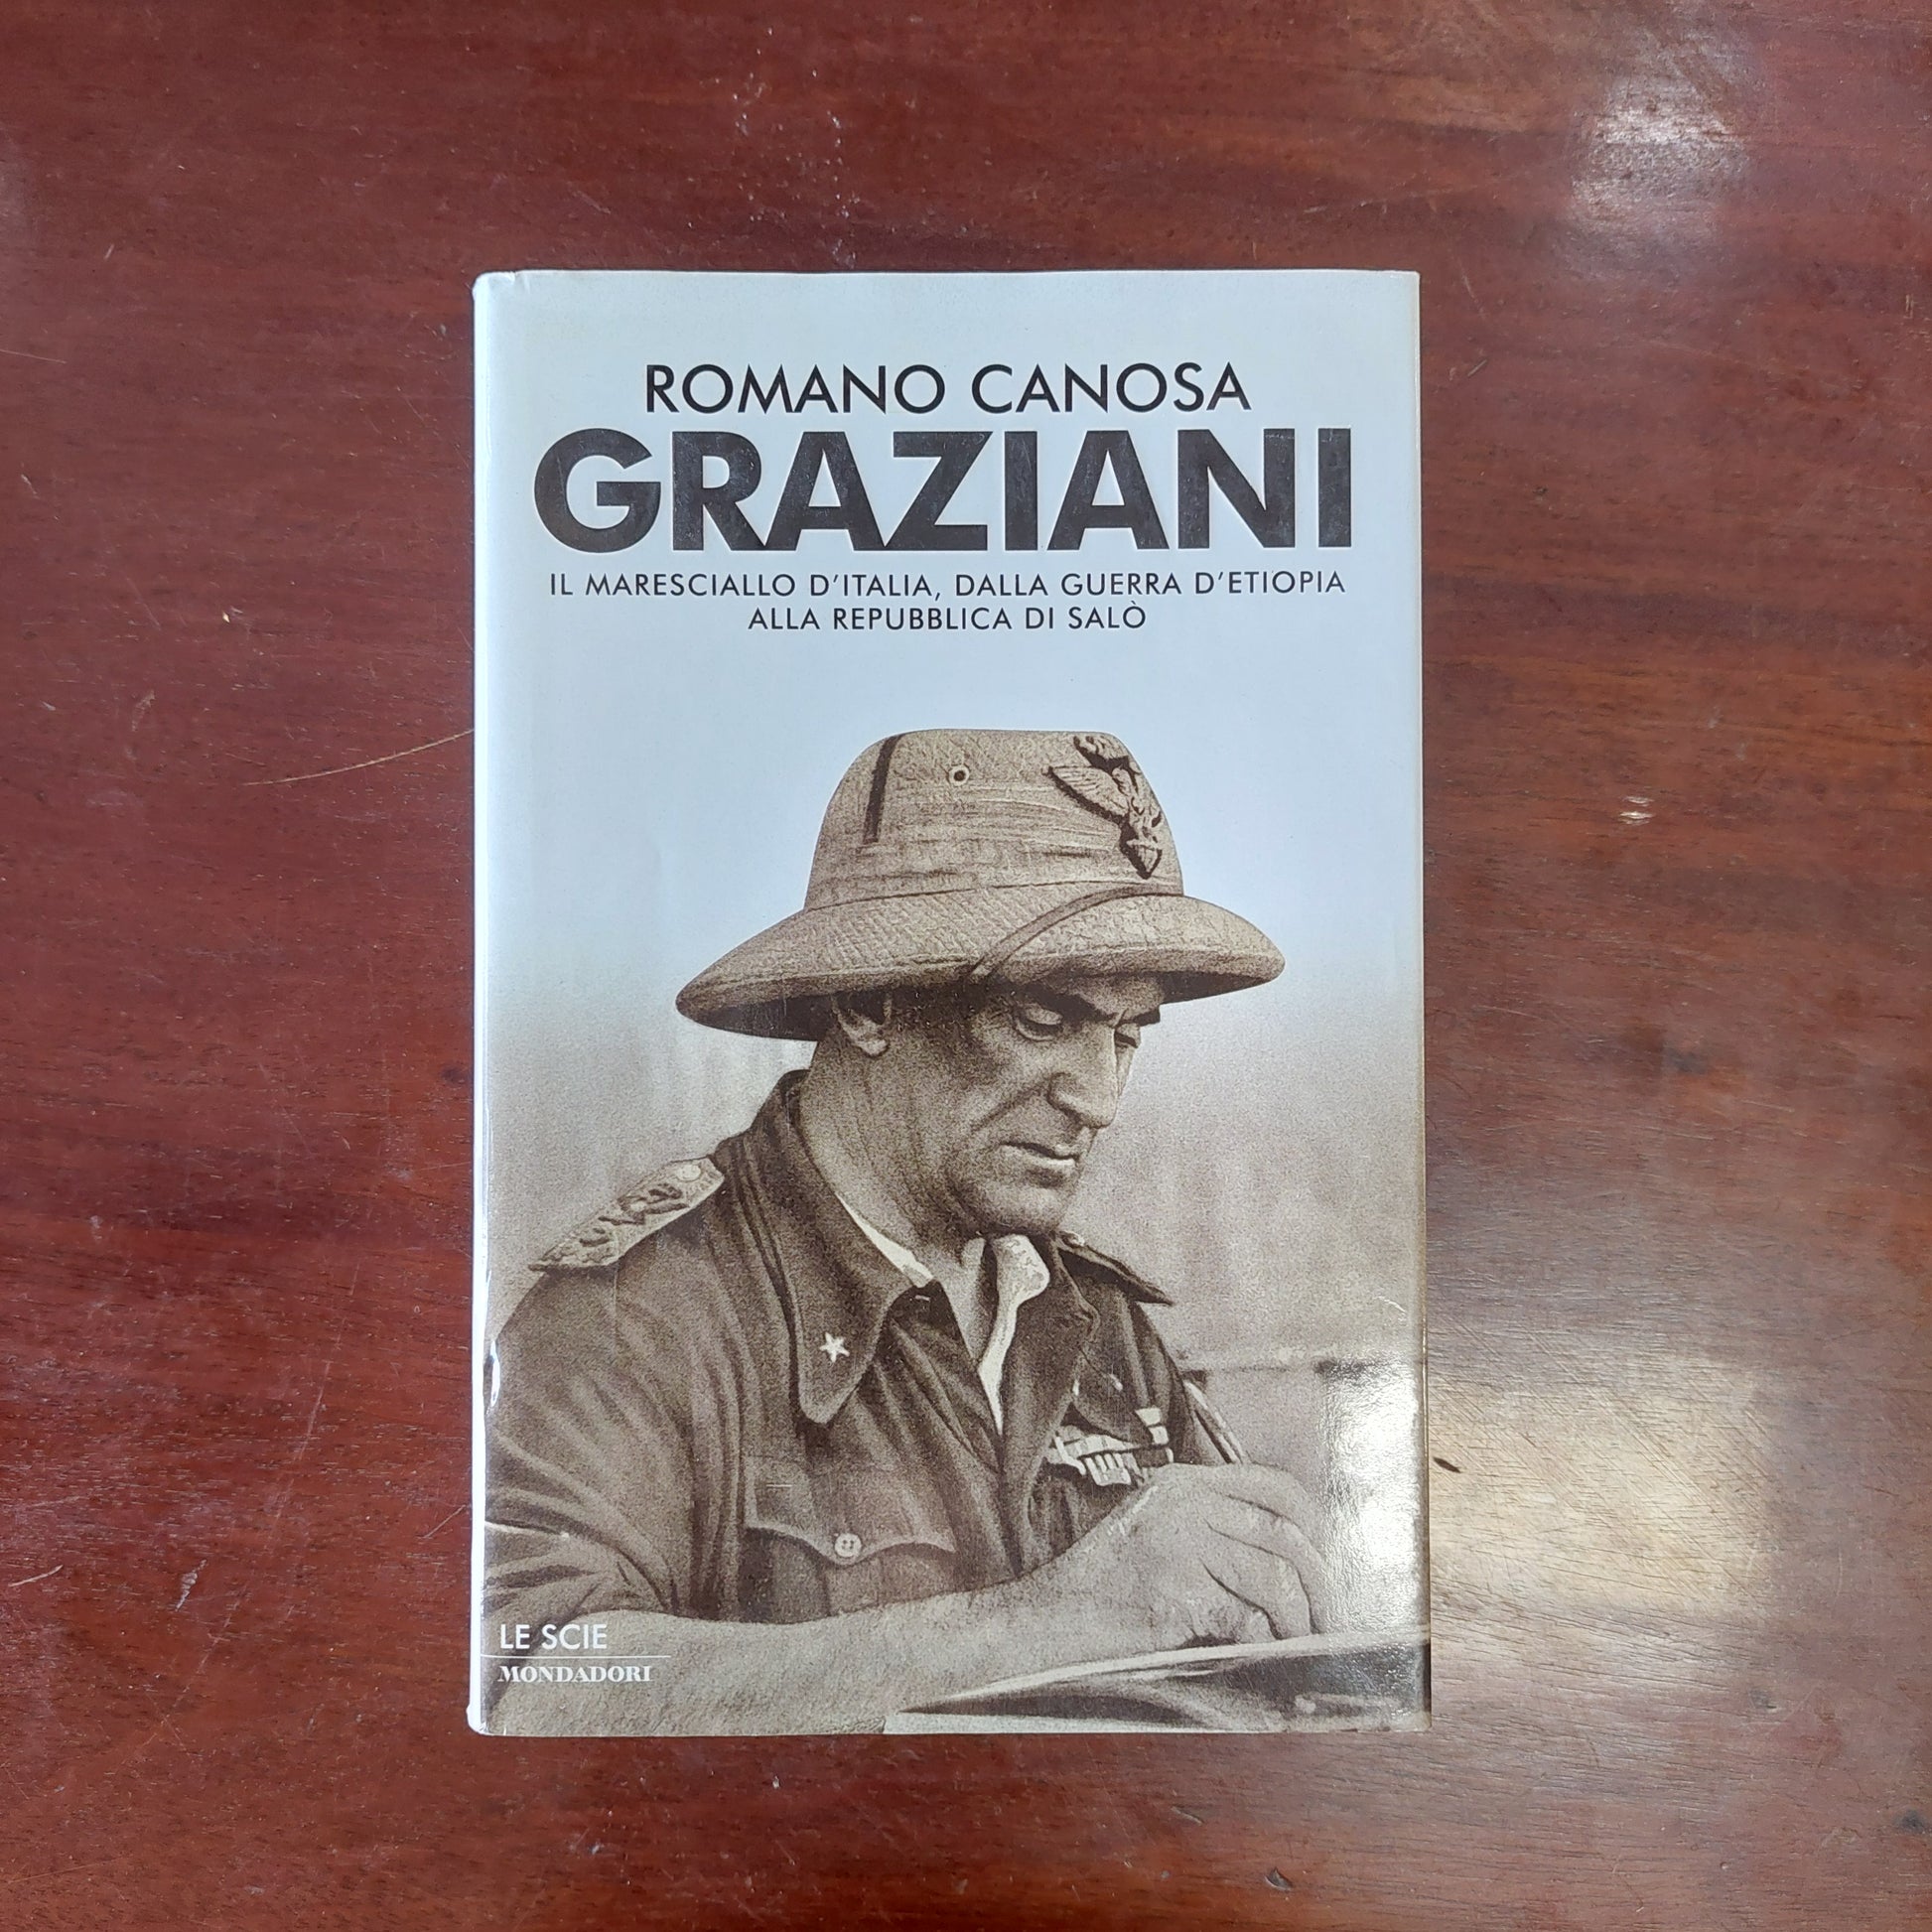 ROMANO CANOSA
GRAZIANI
IL MARESCIALLO D'ITALIA, DALLA GUERRA D'ETIOPIA
ALLA REPUBBLICA DI SALÒ
LE SCIE
MONDADORI